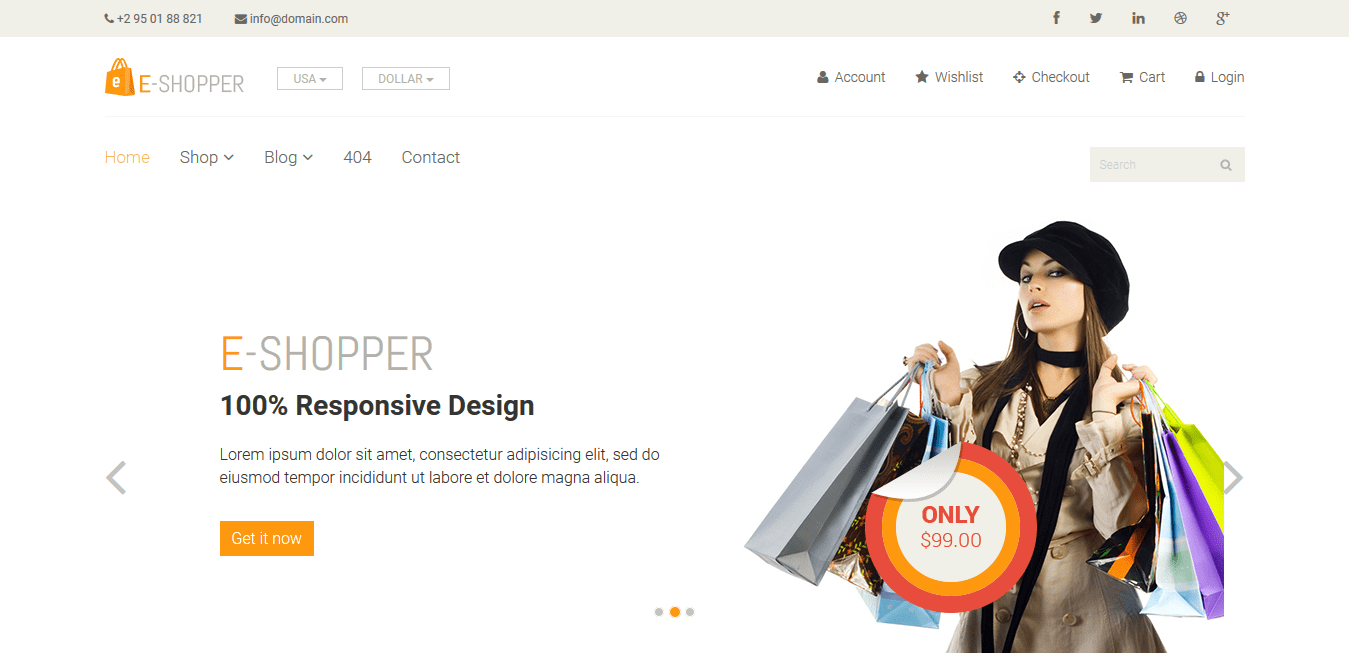 +2 95 01 88 821 info@domain.com
e E-SHOPPER USA DOLLAR Account Wishlist Checkout Cart Login
Home Shop Blog 404 Contact Search
E-SHOPPER
100% Responsive Design
Lorem ipsum dolor sit amet, consectetur adipisicing elit, sed do
eiusmod tempor incididunt ut labore et dolore magna aliqua.
Get it now
ONLY
$99.00